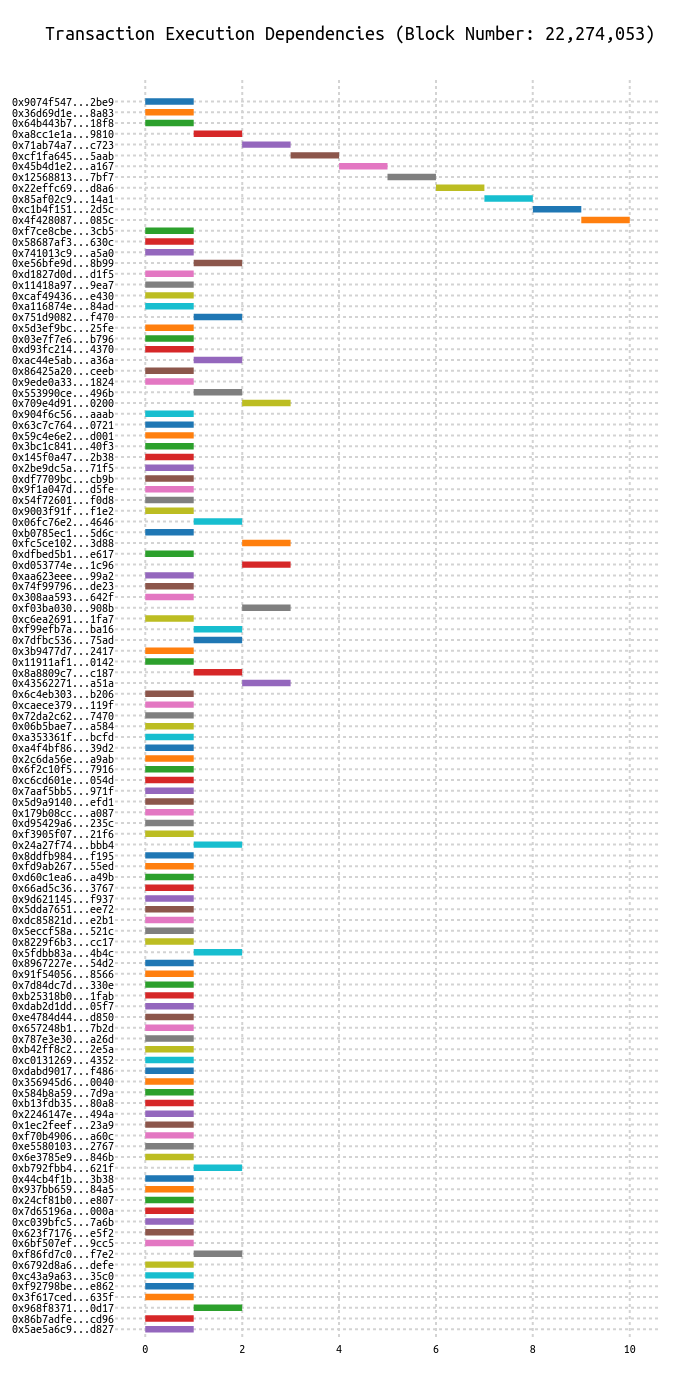 Transaction Execution Dependencies (Block Number: 22,274,053)
0x9074f547...2be9
0x36d69d1e...8a83
0x64b443b7...18f8
0xa8cc1e1a...9810
0x71ab74a7...c723
0xcf1fa645...5aab
0x45b4d1e2...a167
0x12568813...7bf7
0x22effc69...d8a6
0x85af02c9...14a1
0xc1b4f151...2d5c
0x4f428087...085c
0xf7ce8cbe...3cb5
0x58687af3...630c
0x741013c9...a5a0
0xe56bfe9d...8b99
0xd1827d0d...d1f5
0x11418a97...9ea7
0xcaf49436...e430
0xa116874e...84ad
0x751d9082...f470
0x5d3ef9bc...25fe
0x03e7f7e6...b796
0xd93fc214...4370
0xac44e5ab...a36a
0x86425a20...ceeb
0x9ede0a33...1824
0x553990ce...496b
0x709e4d91...0200
0x904f6c56...aaab
0x63c7c764...0721
0x59c4e6e2...d001
0x3bc1c841...40f3
0x145f0a47...2b38
0x2be9dc5a...71f5
0xdf7709bc...cb9b
0x9f1a047d...d5fe
0x54f72601...f0d8
0x9003f91f...f1e2
0x06fc76e2...4646
0xb0785ec1...5d6c
0xfc5ce102...3d88
0xdfbed5b1...e617
0xd053774e...1c96
0xaa623eee...99a2
0x74f99796...de23
0x308aa593...642f
0xf03ba030...908b
0xc6ea2691...1fa7
0xf99efb7a...ba16
0x7dfbc536...75ad
0x3b9477d7...2417
0x11911af1...0142
0x8a8809c7...c187
0x43562271...a51a
0x6c4eb303...b206
0xcaece379...119f
0x72da2c62...7470
0x06b5bae7...a584
0xa353361f...bcfd
0xa4f4bf86...39d2
0x2c6da56e...a9ab
0x6f2c10f5...7916
0xc6cd601e...054d
0x7aaf5bb5...971f
0x5d9a9140...efd1
0x179b08cc...a087
0xd95429a6...235c
0xf3905f07...21f6
0x24a27f74...bbb4
0x8ddfb984...f195
0xfd9ab267...55ed
0xd60c1ea6...a49b
0x66ad5c36...3767
0x9d621145...f937
0x5dda7651...ee72
0xdc85821d...e2b1
0x5eccf58a...521c
0x8229f6b3...cc17
0x5fdbb83a...4b4c
0x8967227e...54d2
0x91f54056...8566
0x7d84dc7d...330e
0xb25318b0...1fab
0xdab2d1dd...05f7
0xe4784d44...d850
0x657248b1...7b2d
0x787e3e30...a26d
0xb42ff8c2...2e5a
0xc0131269...4352
0xdabd9017...f486
0x356945d6...0040
0x584b8a59...7d9a
0xb13fdb35...80a8
0x2246147e...494a
0x1ec2feef...23a9
0xf70b4906...a60c
0xe5580103...2767
0x6e3785e9...846b
0xb792fbb4...621f
0x44cb4f1b...3b38
0x937bb659...84a5
0x24cf81b0...e807
0x7d65196a...000a
0xc039bfc5...7a6b
0x623f7176...e5f2
0x6bf507ef...9cc5
0xf86fd7c0...f7e2
0x6792d8a6...defe
0xc43a9a63...35c0
0xf92798be...e862
0x3f617ced...635f
0x968f8371...0d17
0x86b7adfe...cd96
0x5ae5a6c9...d827
0 2 4 6 8 10